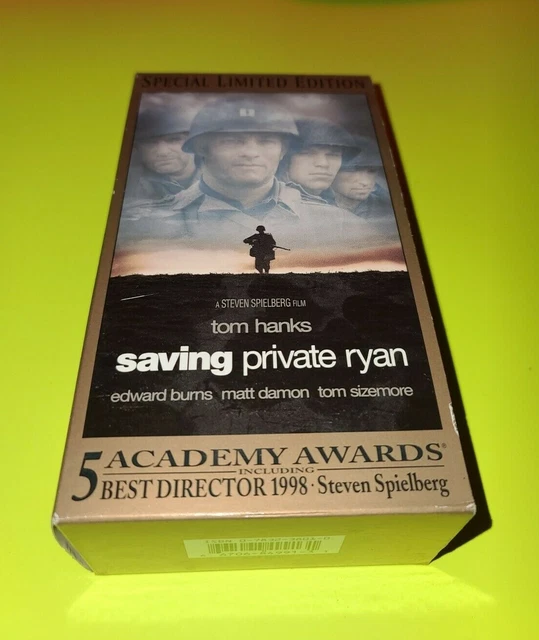 SPECIAL LIMITED EDITION
A STEVEN SPIELBERG FILM
tom hanks
saving private ryan
edward burns matt damon tom sizemore
5 ACADEMY AWARDS®
INCLUDING
BEST DIRECTOR 1998 · Steven Spielberg
ISBN